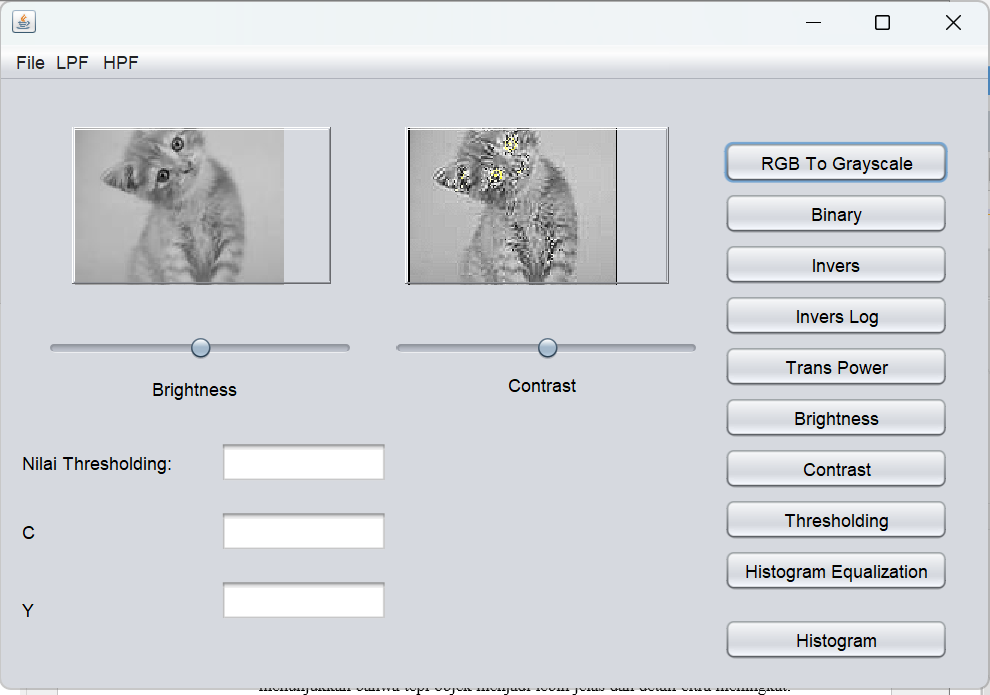 File LPF HPF
RGB To Grayscale
Binary
Invers
Invers Log
Trans Power
Brightness
Contrast
Thresholding
Histogram Equalization
Histogram
Brightness
Contrast
Nilai Thresholding:
C
Y
menunjukkan bahwa tepi objek menjadi lebih jelas dan detail citra meningkat.